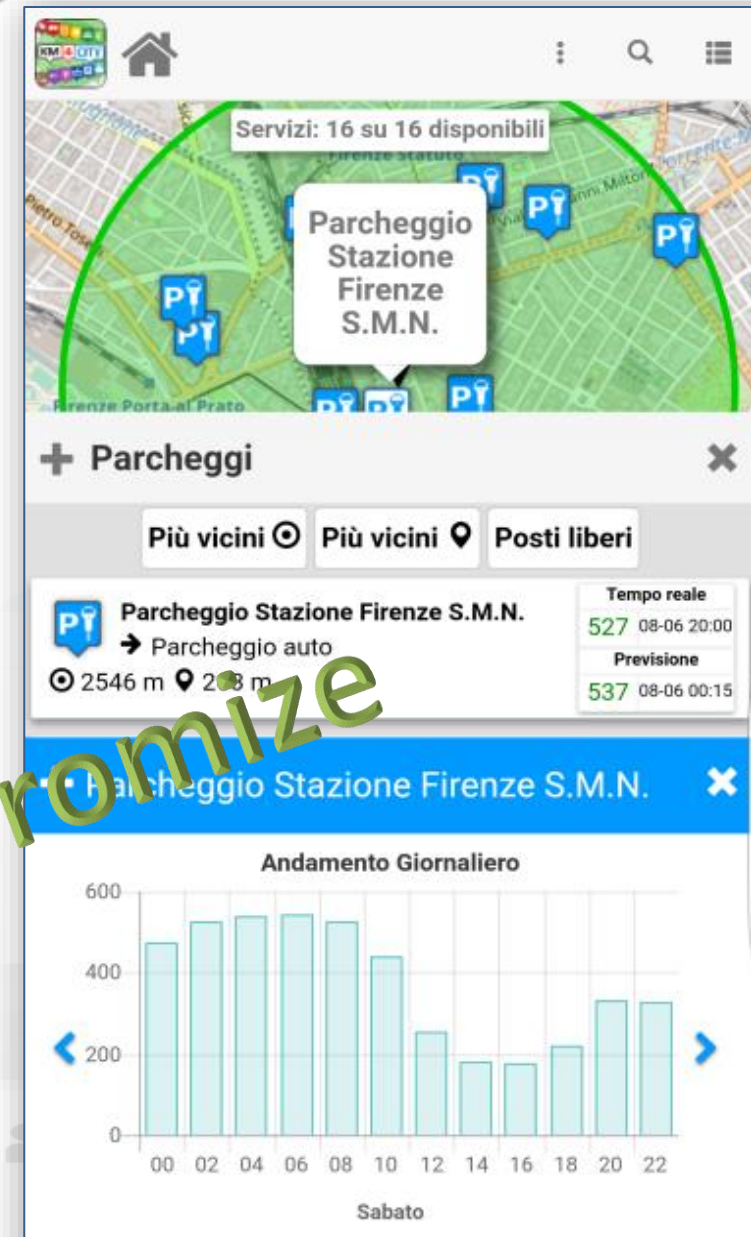 KM 4 CITY
Servizi: 16 su 16 disponibili
Firenze Statuto
Parcheggio
Stazione
Firenze
S.M.N.
Pietro Toselli
Firenze Porta al Prato
+ Parcheggi
Più vicini
Più vicini
Posti liberi
Parcheggio Stazione Firenze S.M.N.
Parcheggio auto
2546 m
m
Tempo reale
527 08-06 20:00
Previsione
537 08-06 00:15
romize
Parcheggio Stazione Firenze S.M.N.
Andamento Giornaliero
600
400
200
0
00 02 04 06 08 10 12 14 16 18 20 22
Sabato